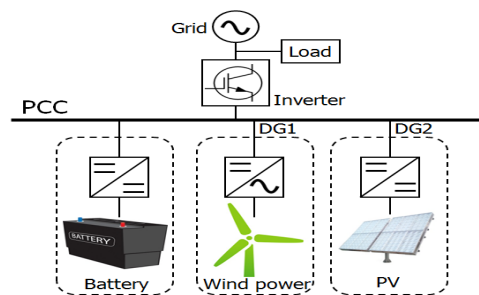 Grid
Load
Inverter
PCC
DG1
DG2
BATTERY
Battery
Wind power
PV